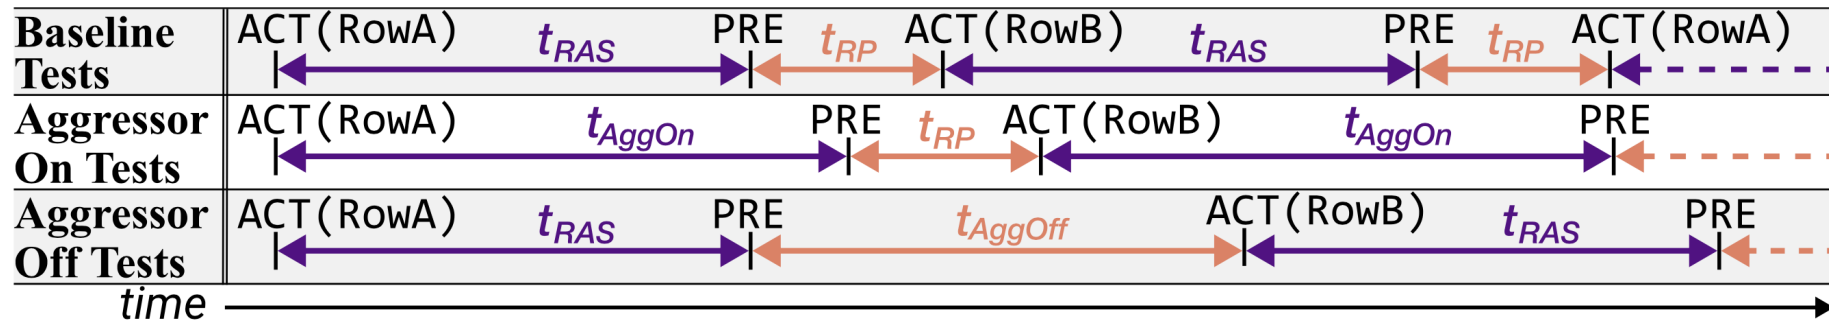 Baseline Tests ACT(RowA) tRAS PRE tRP ACT(RowB) tRAS PRE tRP ACT(RowA)
Aggressor On Tests ACT(RowA) tAggOn PRE tRP ACT(RowB) tAggOn PRE
Aggressor Off Tests ACT(RowA) tRAS PRE tAggOff ACT(RowB) tRAS PRE
time